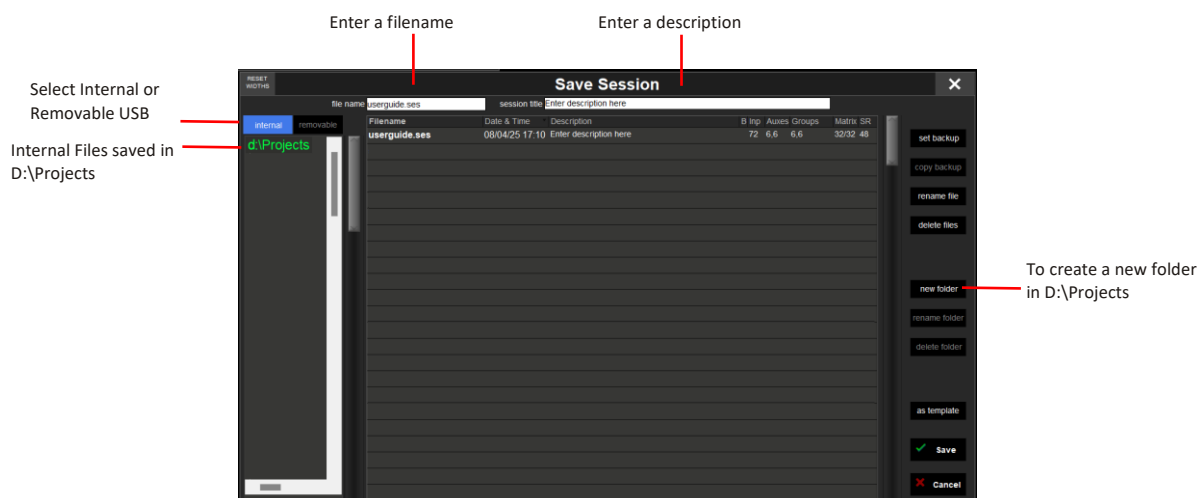 Enter a filename
Enter a description
Select Internal or
Removable USB
Internal Files saved in
D:\Projects
To create a new folder
in D:\Projects
RESET
WIDTHS
Save Session
file name userguide.ses session title Enter description here
internal removable
d:\Projects
Filename Date & Time Description B Inp Auxes Groups Matrix SR
userguide.ses 08/04/25 17:10 Enter description here 72 6,6 6,6 32/32 48
set backup
copy backup
rename file
delete files
new folder
rename folder
delete folder
as template
Save
Cancel